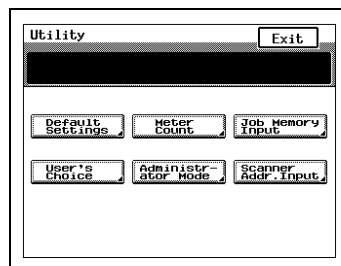 Utility
Exit
Default
Settings
Meter
Count
Job Memory
Input
User's
Choice
Administr-
ator Mode
Scanner
Addr.Input